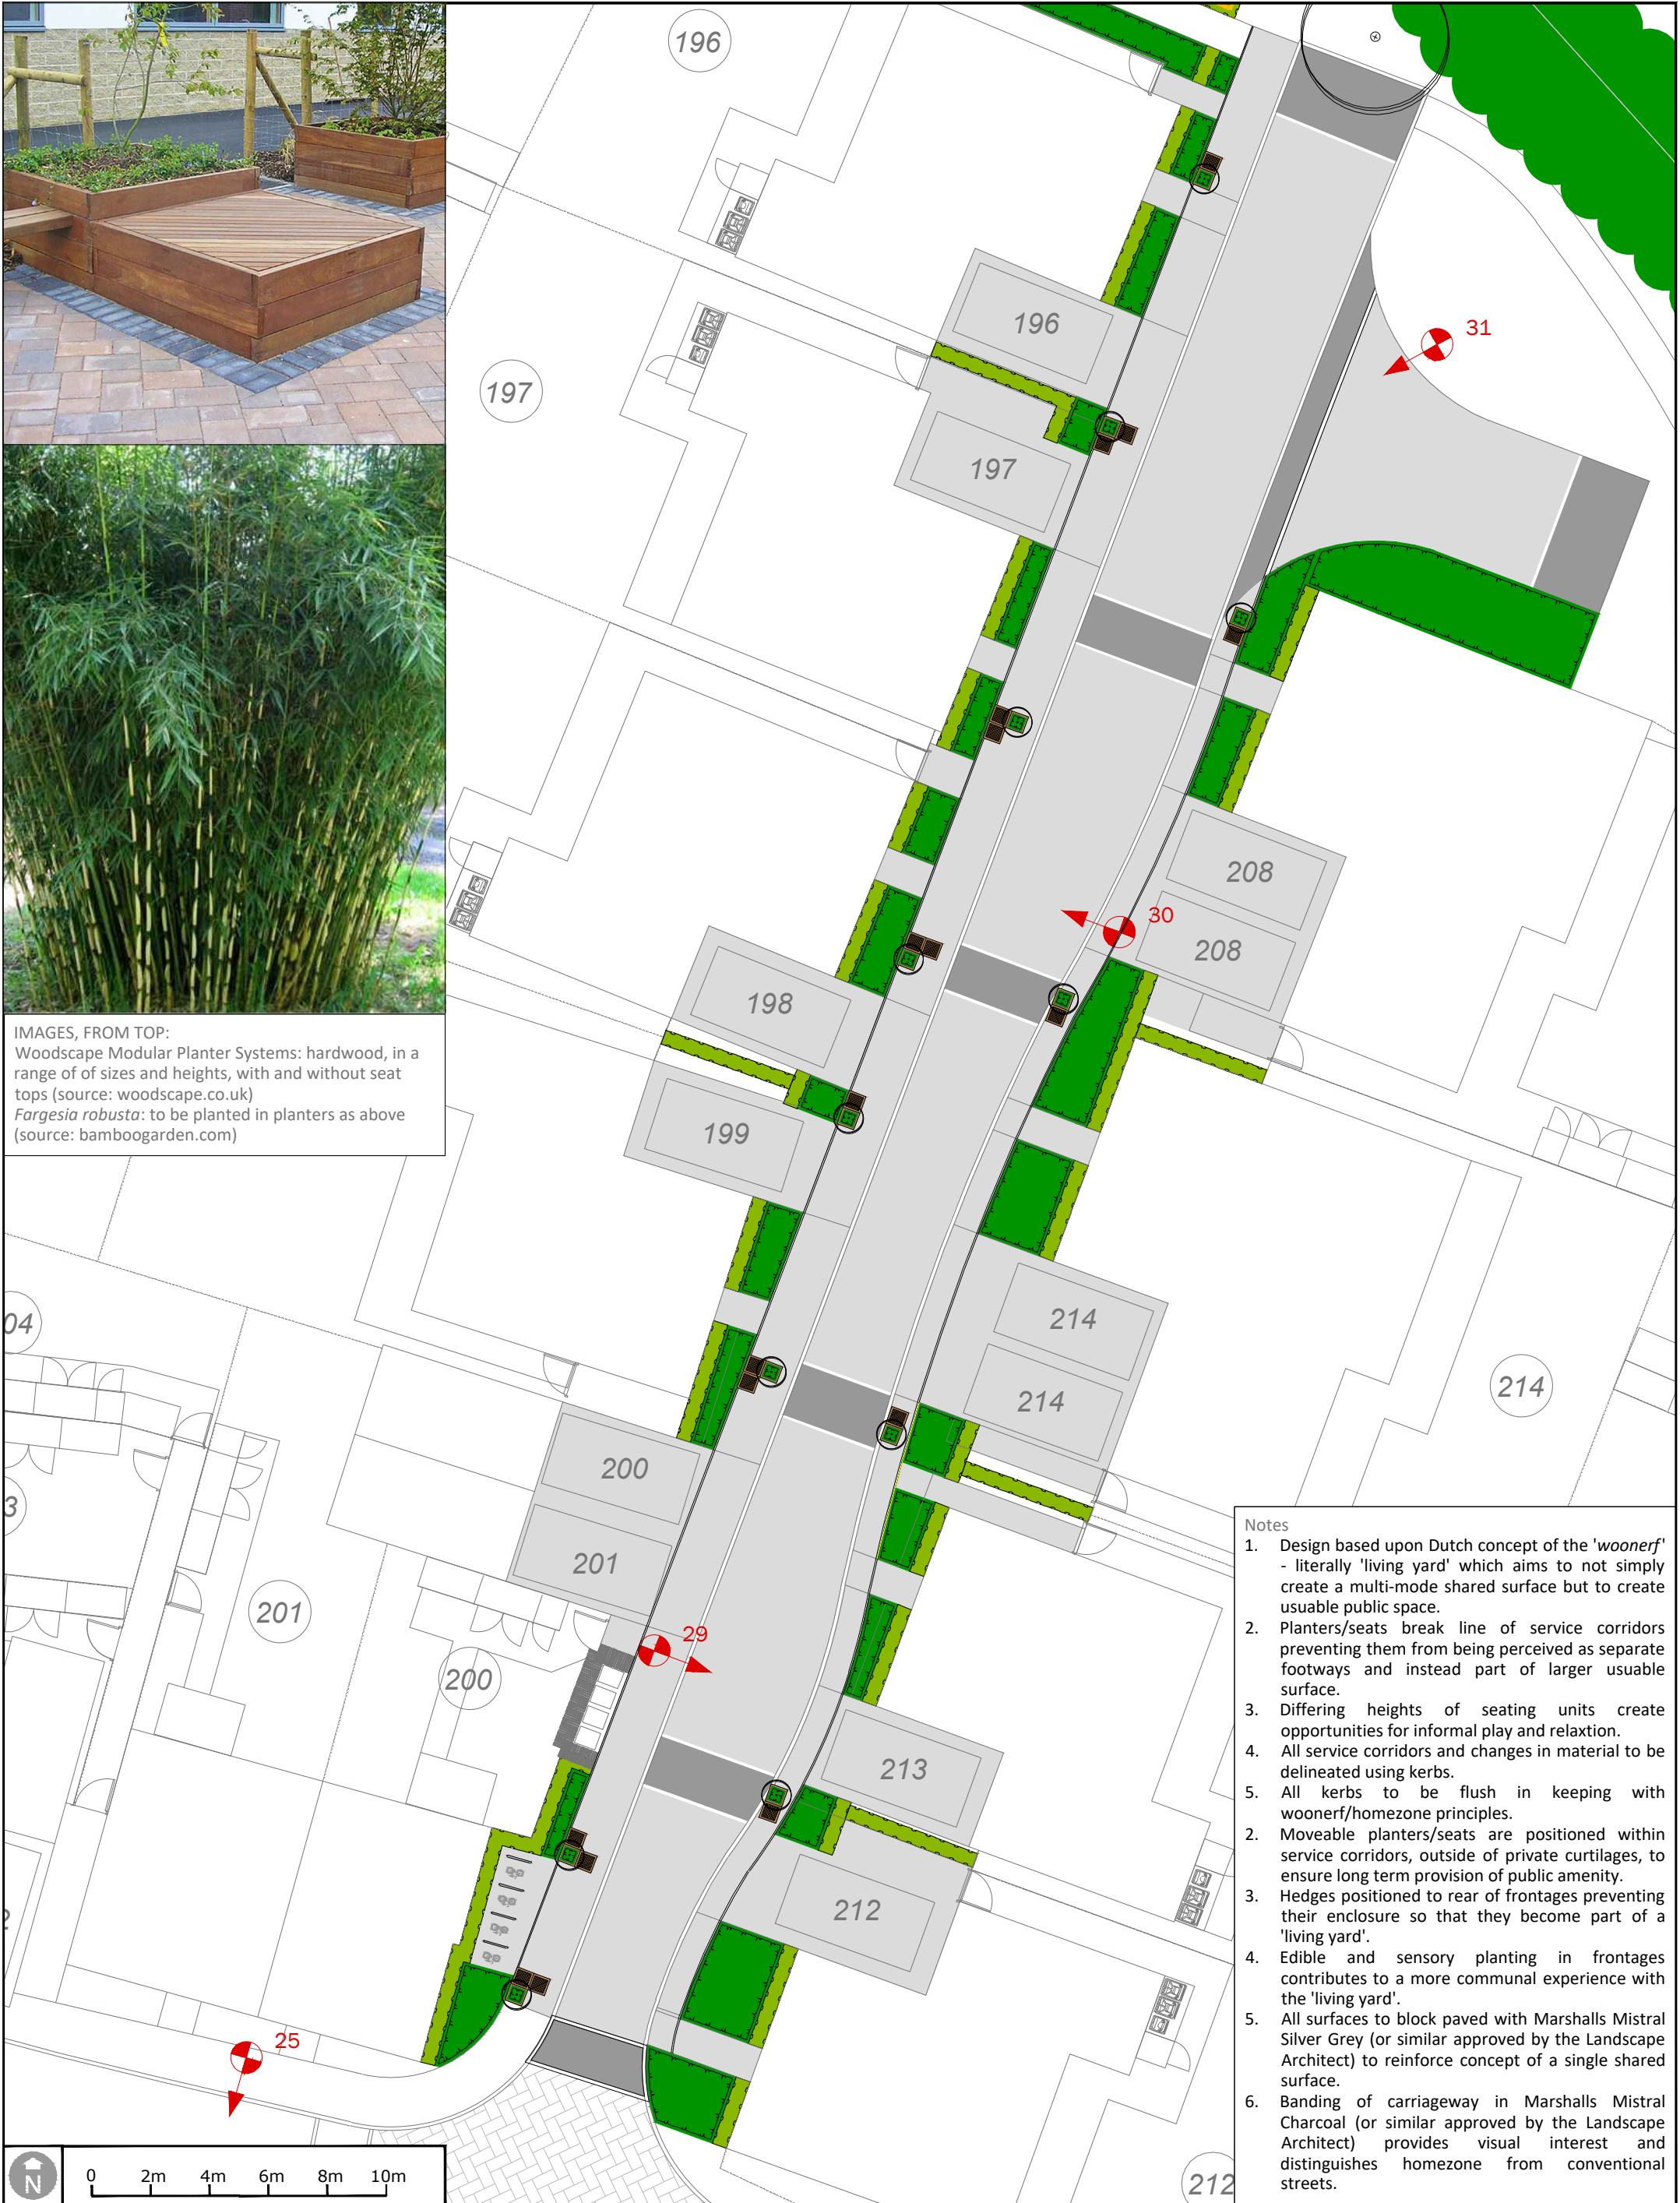 196
31
196
197
197
208
30
208
198
199
IMAGES, FROM TOP:
Woodscape Modular Planter Systems: hardwood, in a
range of of sizes and heights, with and without seat
tops (source: woodscape.co.uk)
Fargesia robusta: to be planted in planters as above
(source: bamboogarden.com)
04
214
214
214
200
3
201
201
29
200
213
212
25
212
N
0 2m 4m 6m 8m 10m
Notes
1. Design based upon Dutch concept of the 'woonerf'
- literally 'living yard' which aims to not simply
create a multi-mode shared surface but to create
usuable public space.
2. Planters/seats break line of service corridors
preventing them from being perceived as separate
footways and instead part of larger usuable
surface.
3. Differing heights of seating units create
opportunities for informal play and relaxtion.
4. All service corridors and changes in material to be
delineated using kerbs.
5. All kerbs to be flush in keeping with
woonerf/homezone principles.
2. Moveable planters/seats are positioned within
service corridors, outside of private curtilages, to
ensure long term provision of public amenity.
3. Hedges positioned to rear of frontages preventing
their enclosure so that they become part of a
'living yard'.
4. Edible and sensory planting in frontages
contributes to a more communal experience with
the 'living yard'.
5. All surfaces to block paved with Marshalls Mistral
Silver Grey (or similar approved by the Landscape
Architect) to reinforce concept of a single shared
surface.
6. Banding of carriageway in Marshalls Mistral
Charcoal (or similar approved by the Landscape
Architect) provides visual interest and
distinguishes homezone from conventional
streets.